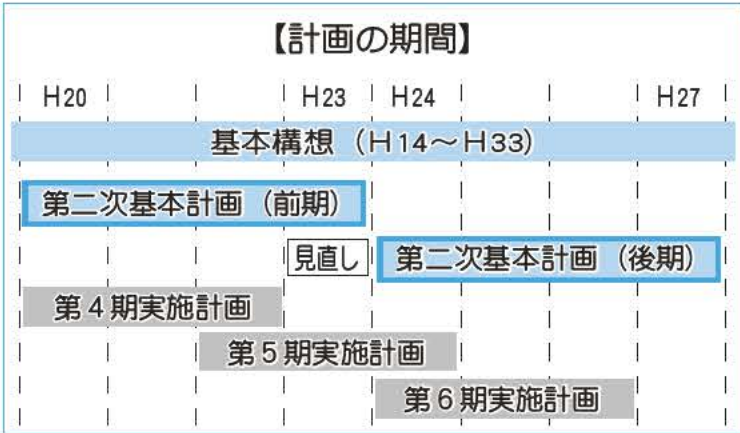 【計画の期間】
H20 H23 H24 H27
基本構想（H14～H33）
第二次基本計画（前期）
見直し 第二次基本計画（後期）
第4期実施計画
第5期実施計画
第6期実施計画